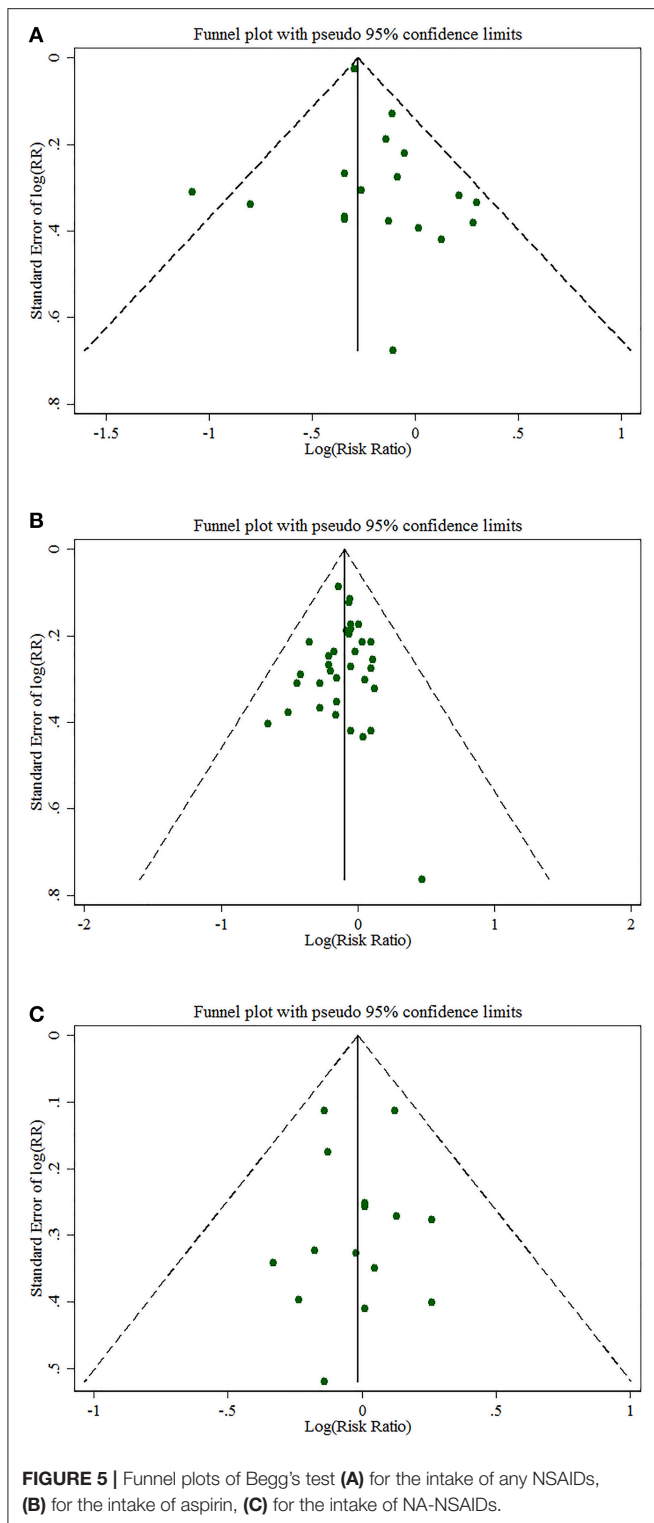 A
Funnel plot with pseudo 95% confidence limits
0
.2
.4
.6
.8
Standard Error of log(RR)
-1.5
-1
-.5
0
.5
1
Log(Risk Ratio)
B
Funnel plot with pseudo 95% confidence limits
0
.2
.4
.6
.8
Standard Error of log(RR)
-2
-1
0
1
2
Log(Risk Ratio)
C
Funnel plot with pseudo 95% confidence limits
0
.1
.2
.3
.4
.5
Standard Error of log(RR)
-1
-.5
0
.5
1
Log(Risk Ratio)
FIGURE 5 | Funnel plots of Begg's test (A) for the intake of any NSAIDs,
(B) for the intake of aspirin, (C) for the intake of NA-NSAIDs.